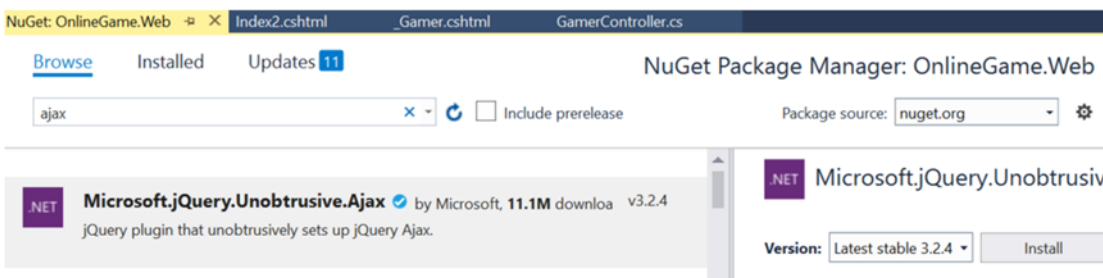 NuGet: OnlineGame.Web Index2.cshtml _Gamer.cshtml GamerController.cs
Browse Installed Updates 11 NuGet Package Manager: OnlineGame.Web
ajax Include prerelease Package source: nuget.org
.NET Microsoft.jQuery.Unobtrusive.Ajax by Microsoft, 11.1M downloa v3.2.4
jQuery plugin that unobtrusively sets up jQuery Ajax.
.NET Microsoft.jQuery.Unobtrusiv
Version: Latest stable 3.2.4 Install